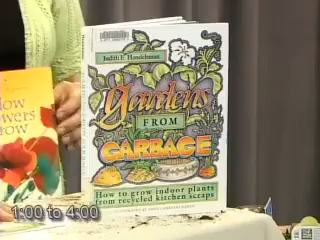 Judith F. Handelsman
Gardens
FROM
GARBAGE
How to grow indoor plants
from recycled kitchen scraps
low
owers
row
1:00 to 4:00